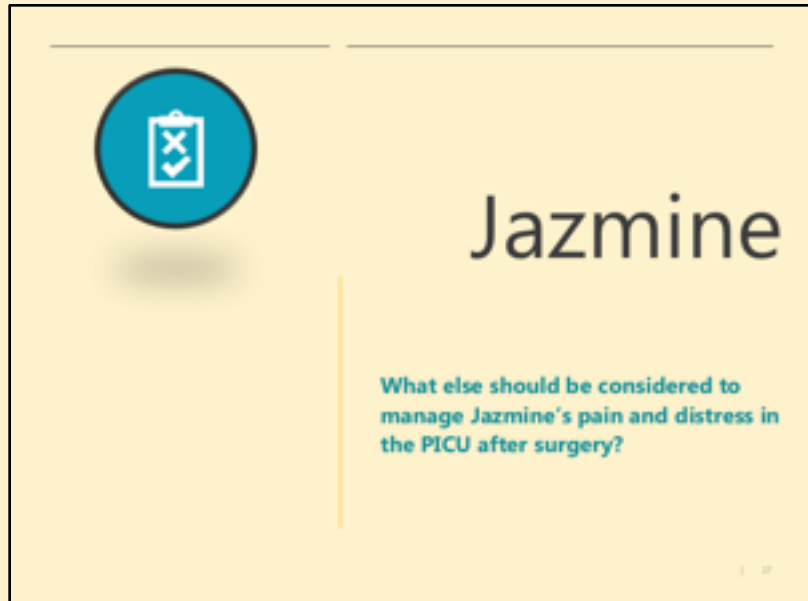 Jazmine
What else should be considered to
manage Jazmine's pain and distress in
the PICU after surgery?